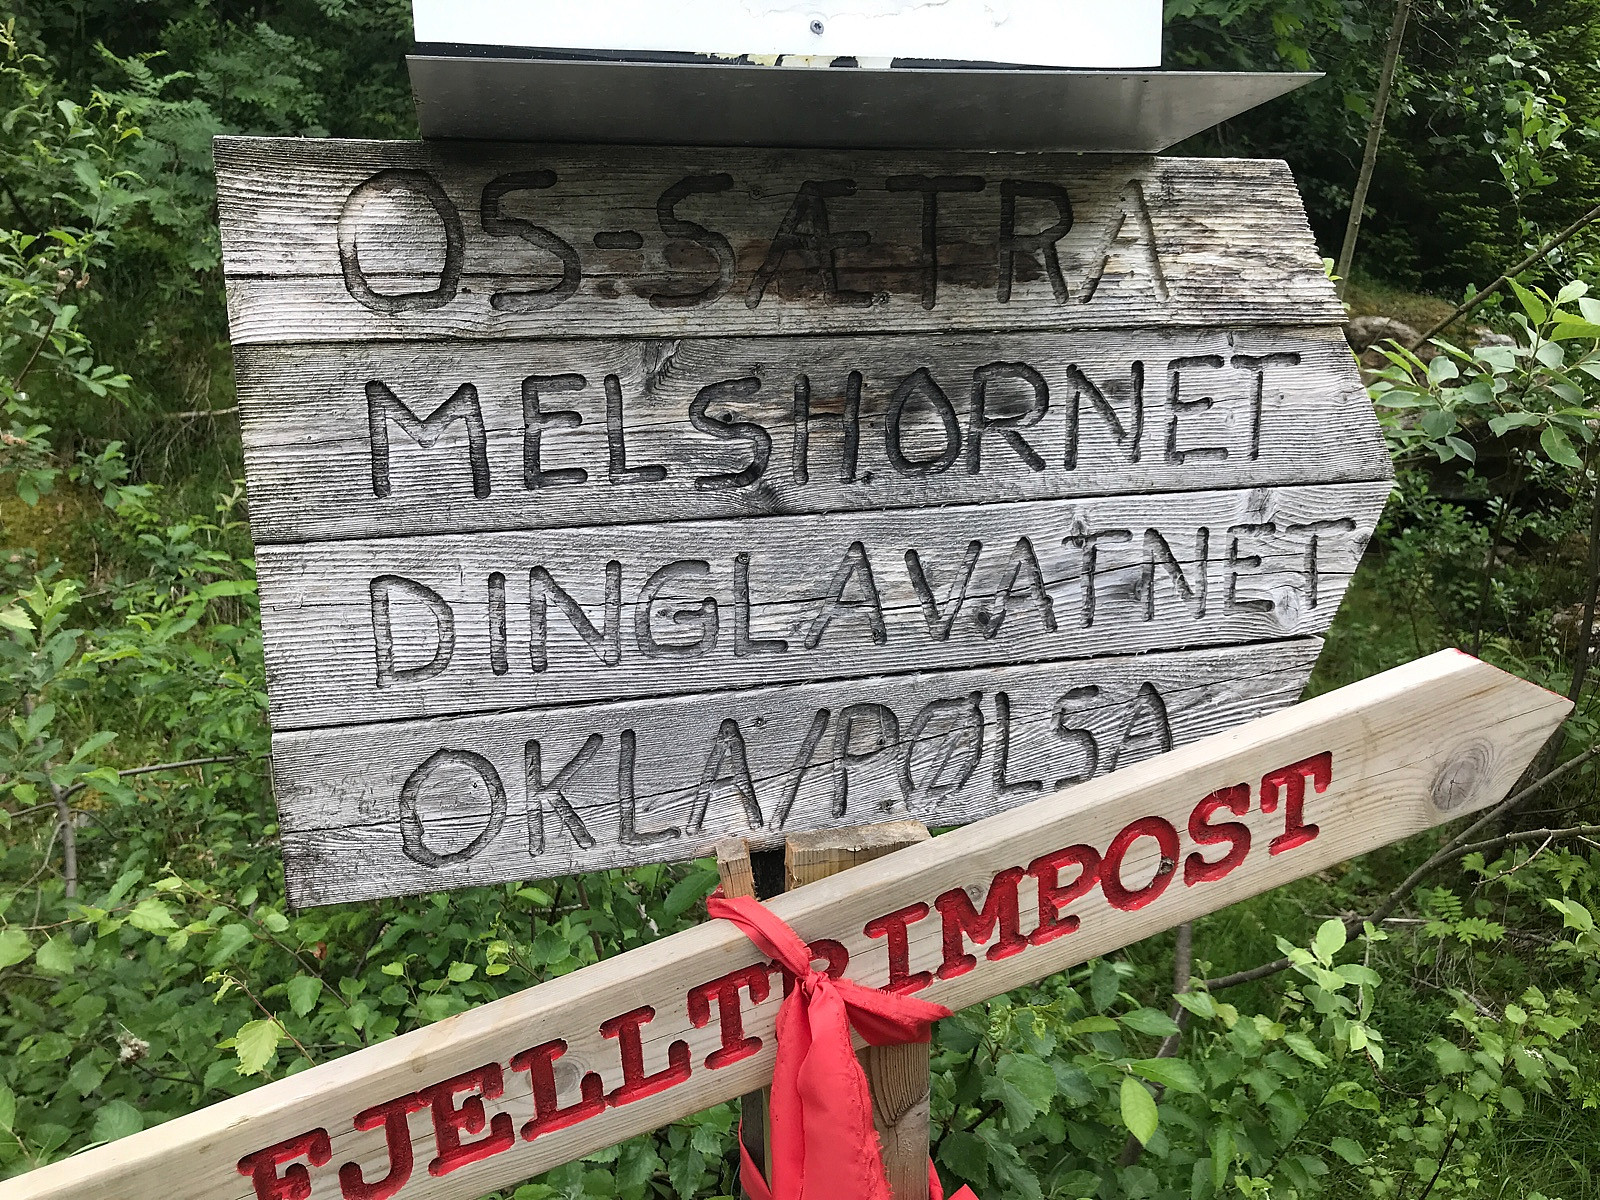 OS-SÆTRA
MELSHORNET
DINGLAVATNET
OKLA/PØLSA
FJELLTRIMPOST